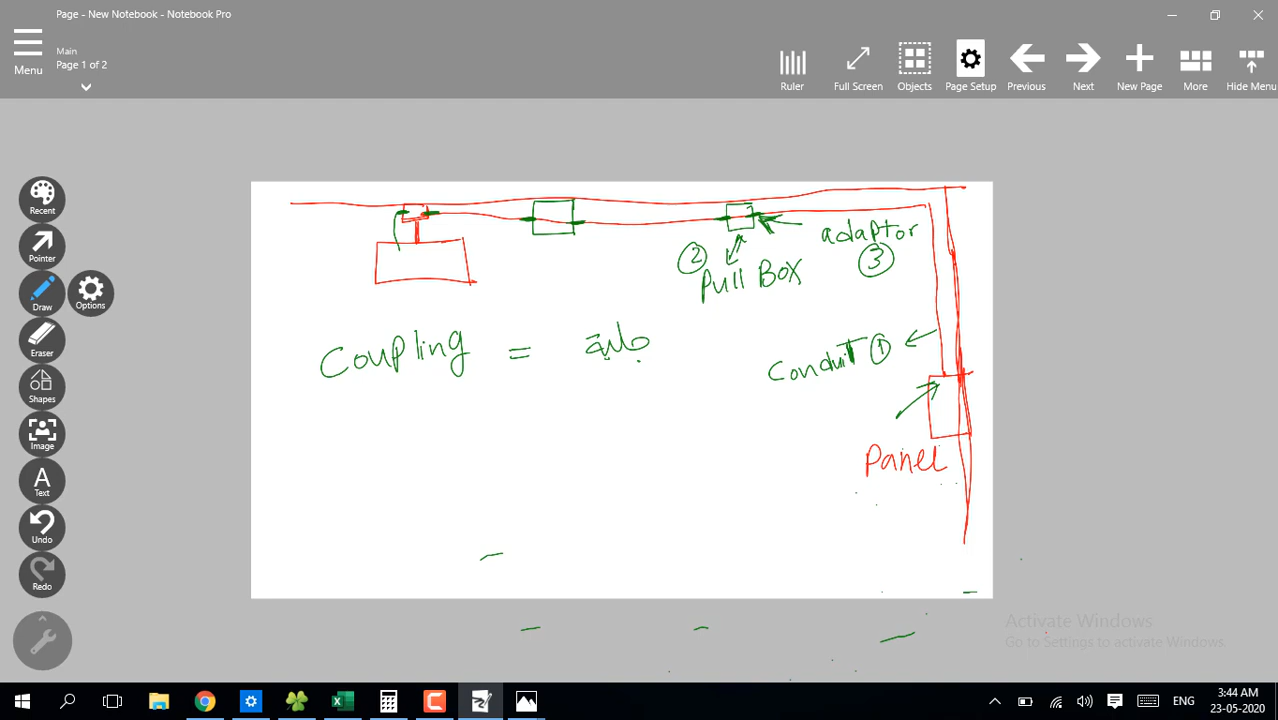 Page - New Notebook - Notebook Pro
Menu
Main
Page 1 of 2
Ruler
Full Screen
Objects
Page Setup
Previous
Next
New Page
More
Hide Menu
Recent
Pointer
Draw
Options
Eraser
Shapes
Image
Text
Undo
Redo
adaptor
3
2
Pull Box
Coupling = جلبة
Conduit 1
Panel
Activate Windows
Go to Settings to activate Windows.
ENG
3:44 AM
23-05-2020